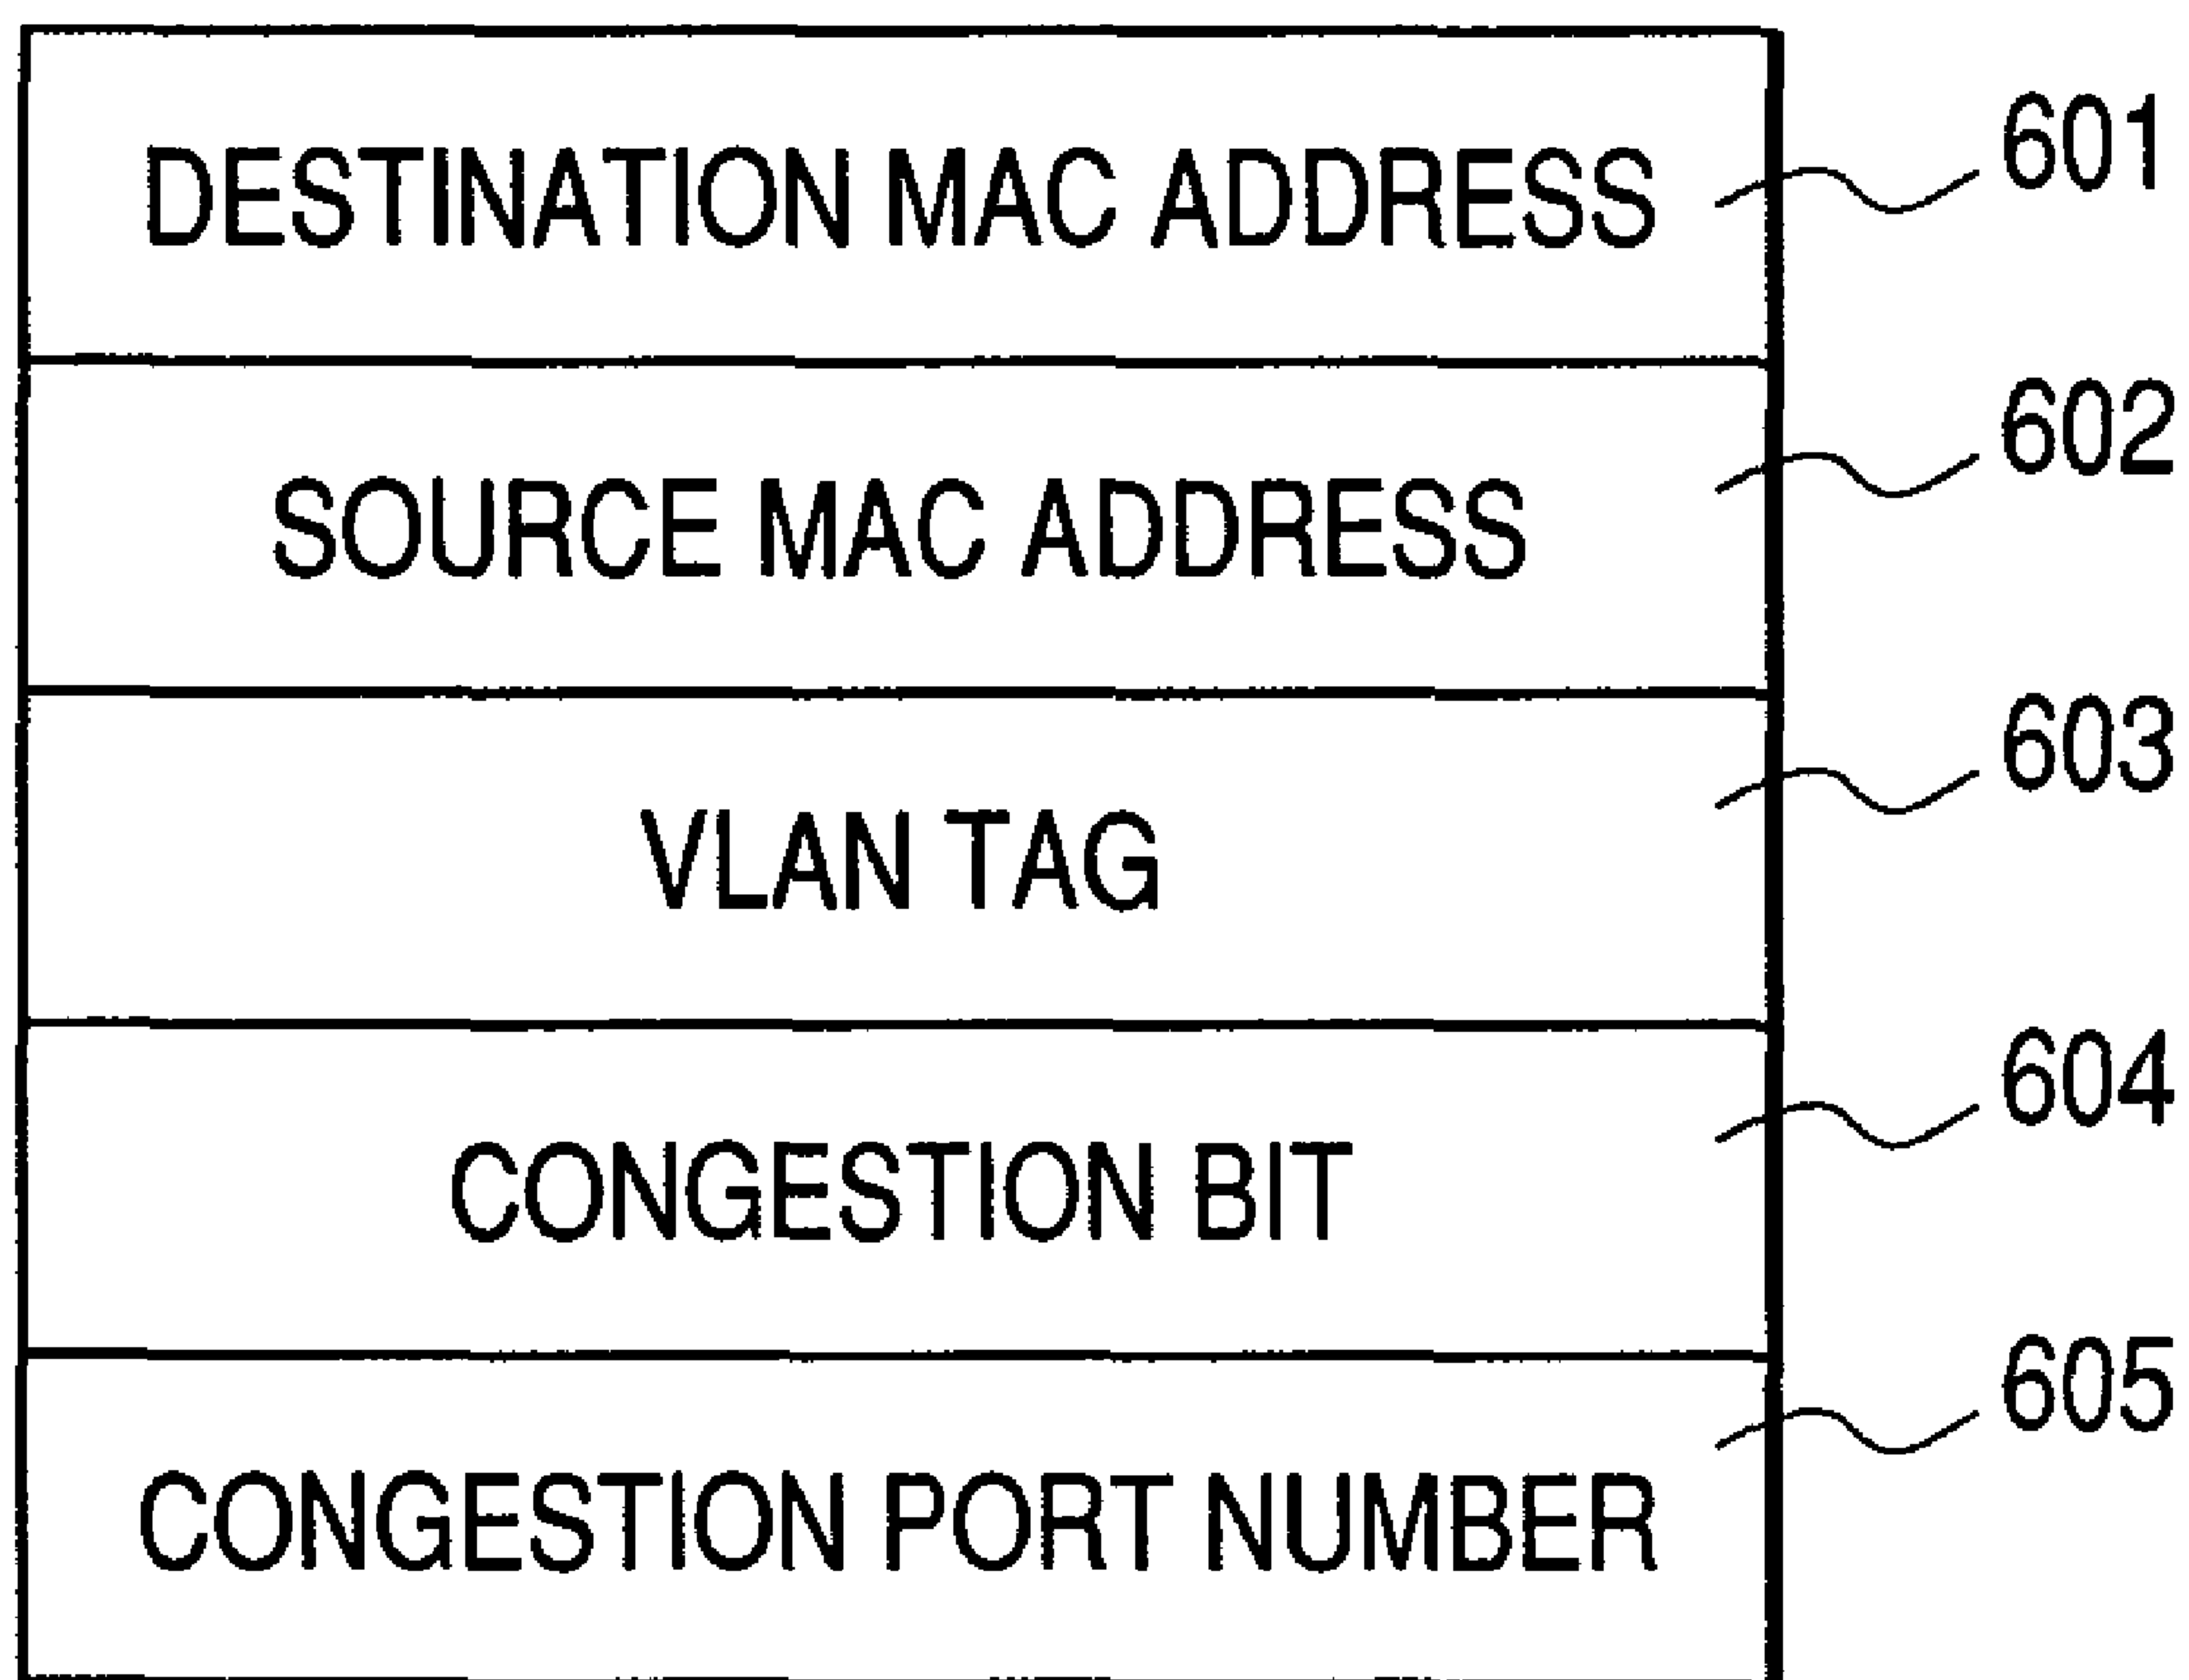 DESTINATION MAC ADDRESS 601
SOURCE MAC ADDRESS 602
VLAN TAG 603
CONGESTION BIT 604
CONGESTION PORT NUMBER 605